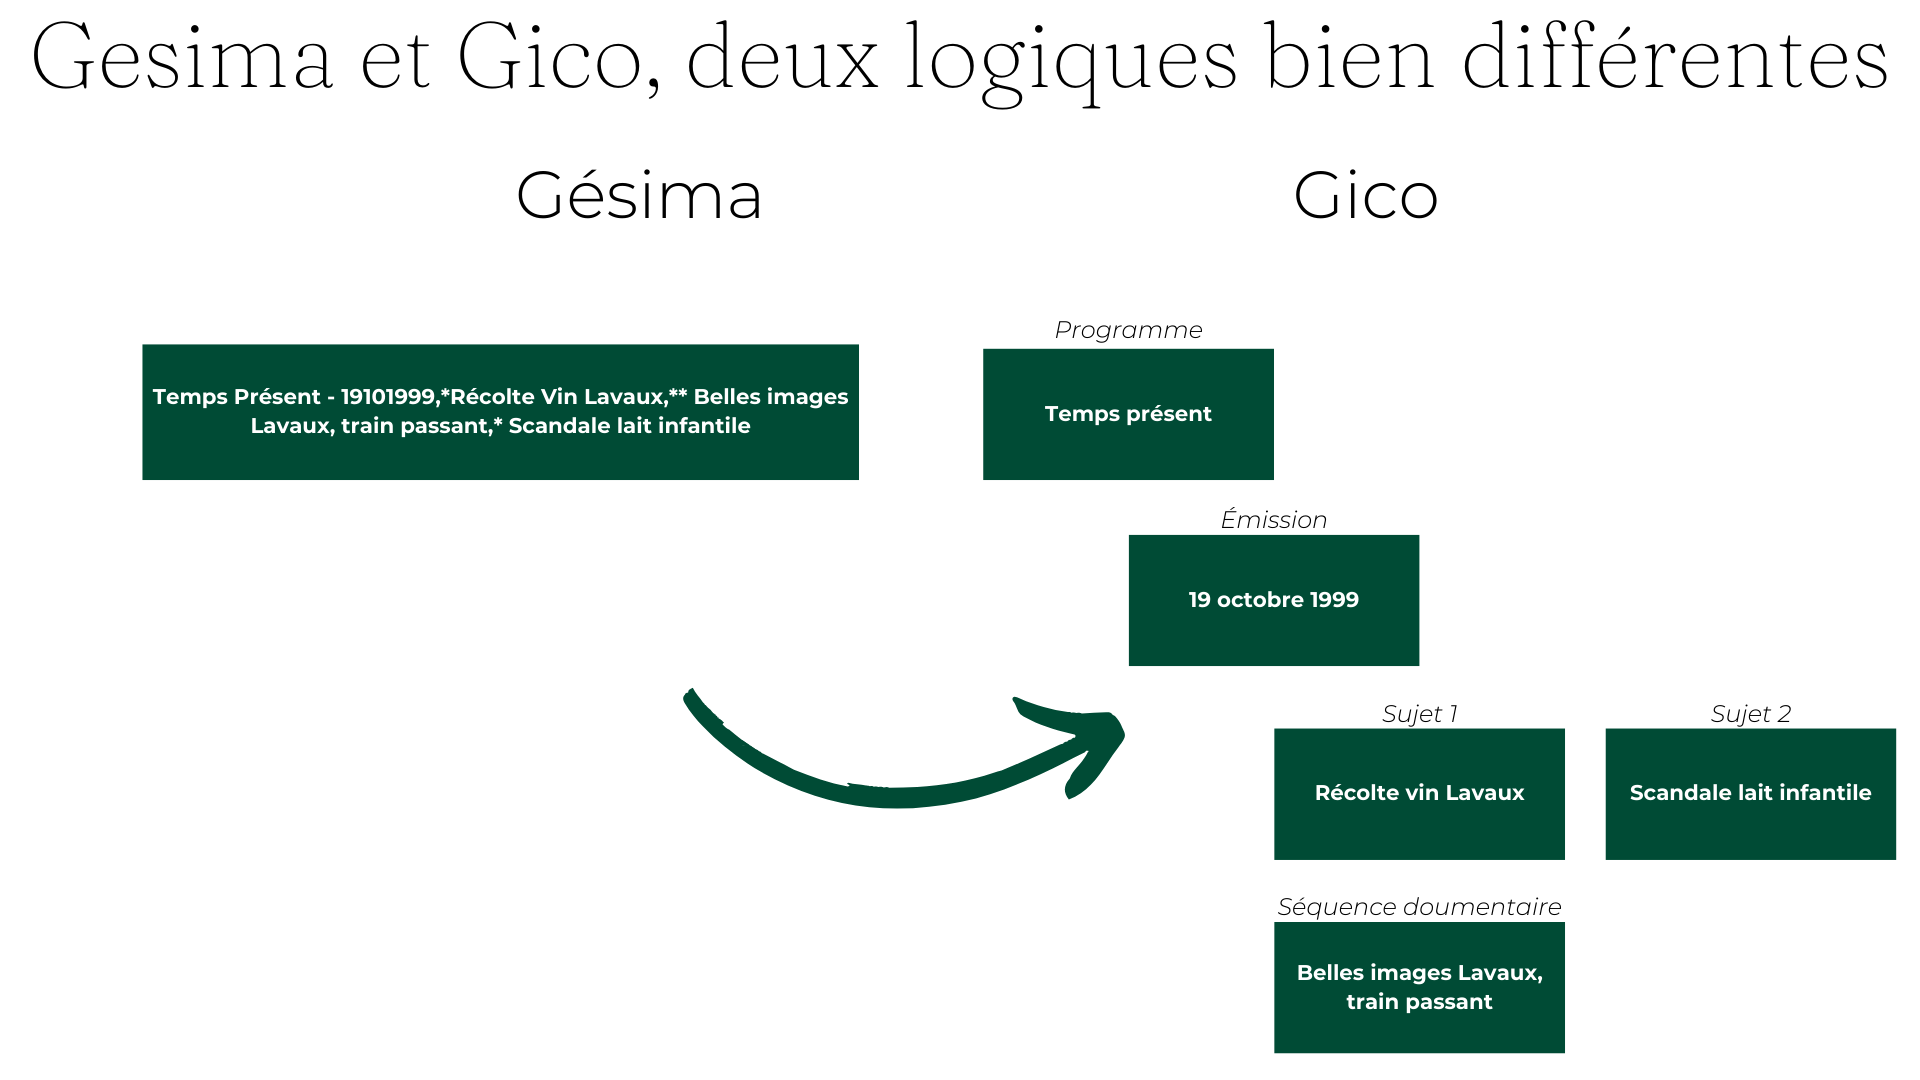 Gesima et Gico, deux logiques bien différentes
Gésima
Gico
Temps Présent - 19101999,*Récolte Vin Lavaux,** Belles images
Lavaux, train passant,* Scandale lait infantile
Programme
Temps présent
Émission
19 octobre 1999
Sujet 1
Récolte vin Lavaux
Sujet 2
Scandale lait infantile
Séquence doumentaire
Belles images Lavaux,
train passant